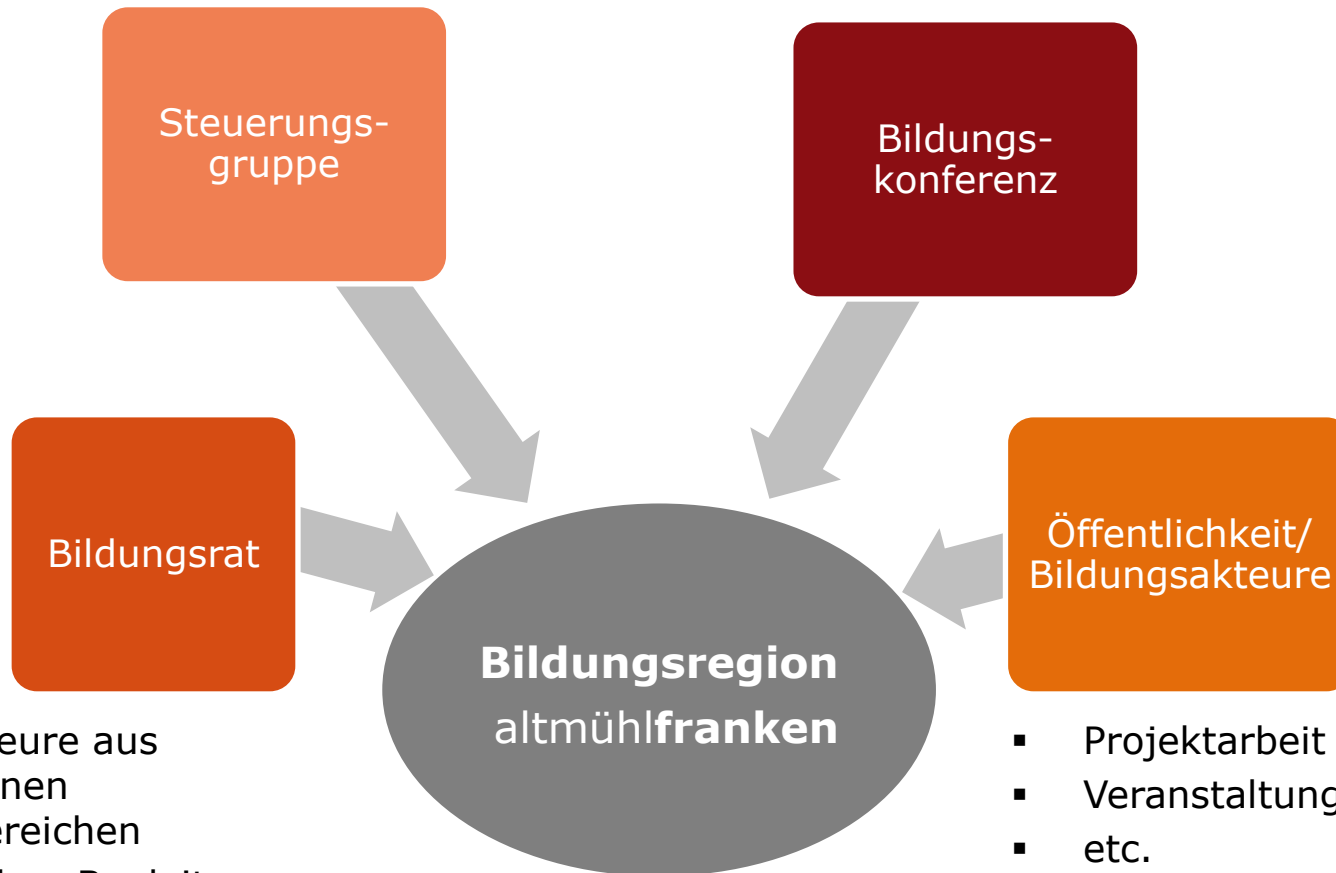 Steuerungs-
gruppe
Bildungs-
konferenz
Bildungsrat
Öffentlichkeit/
Bildungsakteure
Bildungsregion
altmühlfranken
eure aus
nen
ereichen
▪ Projektarbeit
▪ Veranstaltung
▪ etc.